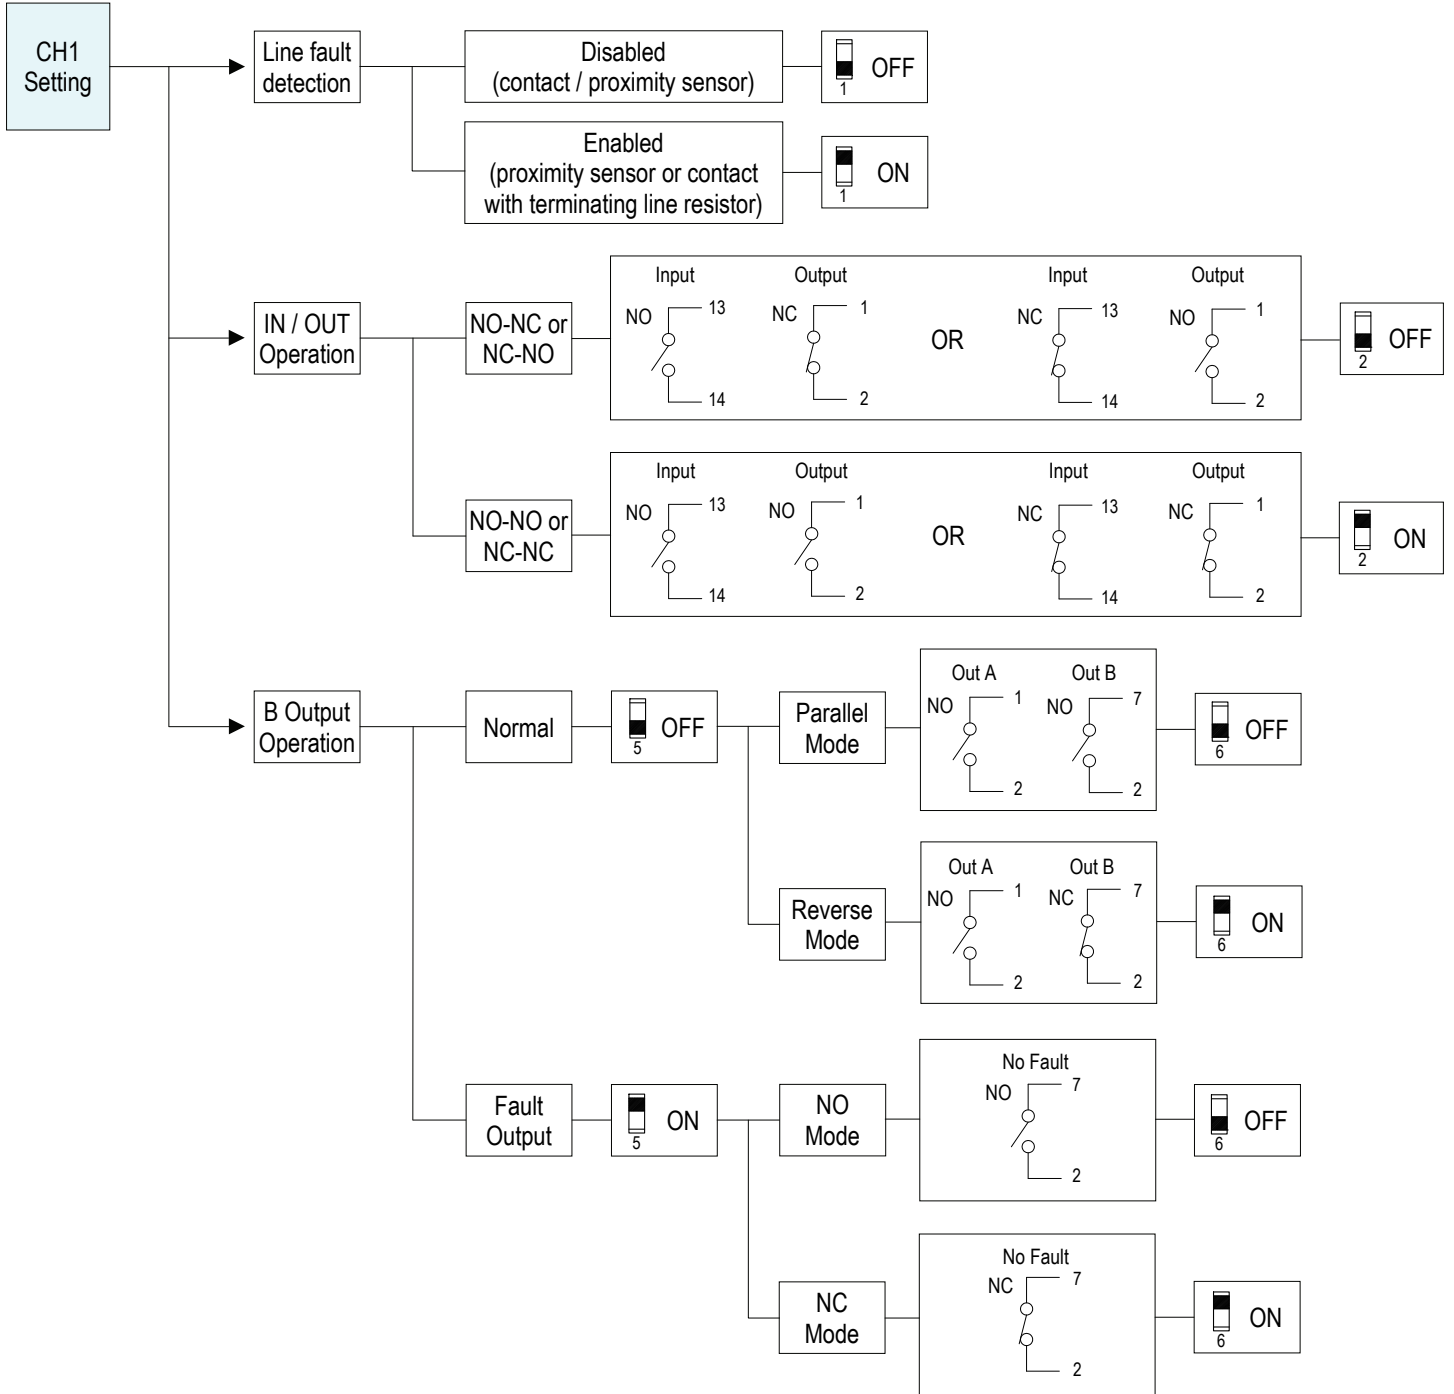 CH1
Setting
Line fault
detection
Disabled
(contact / proximity sensor)
1
OFF
Enabled
(proximity sensor or contact
with terminating line resistor)
1
ON
IN / OUT
Operation
NO-NC or
NC-NO
Input
NO
13
14
Output
NC
1
2
OR
Input
NC
13
14
Output
NO
1
2
2
OFF
NO-NO or
NC-NC
Input
NO
13
14
Output
NO
1
2
OR
Input
NC
13
14
Output
NC
1
2
2
ON
B Output
Operation
Normal
5
OFF
Parallel
Mode
Out A
NO
1
2
Out B
NO
7
2
6
OFF
Reverse
Mode
Out A
NO
1
2
Out B
NC
7
2
6
ON
Fault
Output
5
ON
NO
Mode
No Fault
NO
7
2
6
OFF
NC
Mode
No Fault
NC
7
2
6
ON